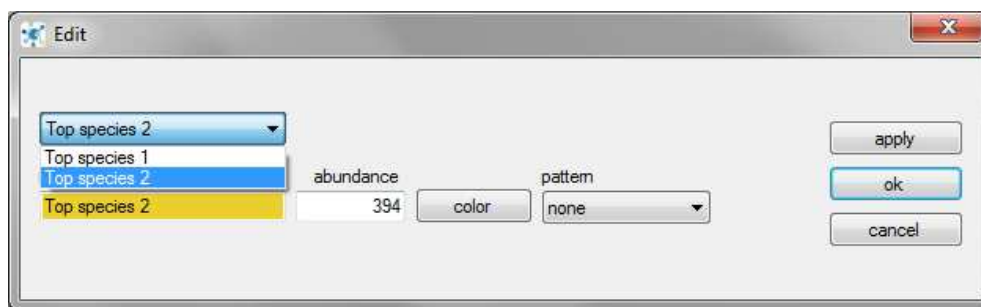 Edit
Top species 2
Top species 1
Top species 2
abundance
pattern
Top species 2
394
color
none
apply
ok
cancel